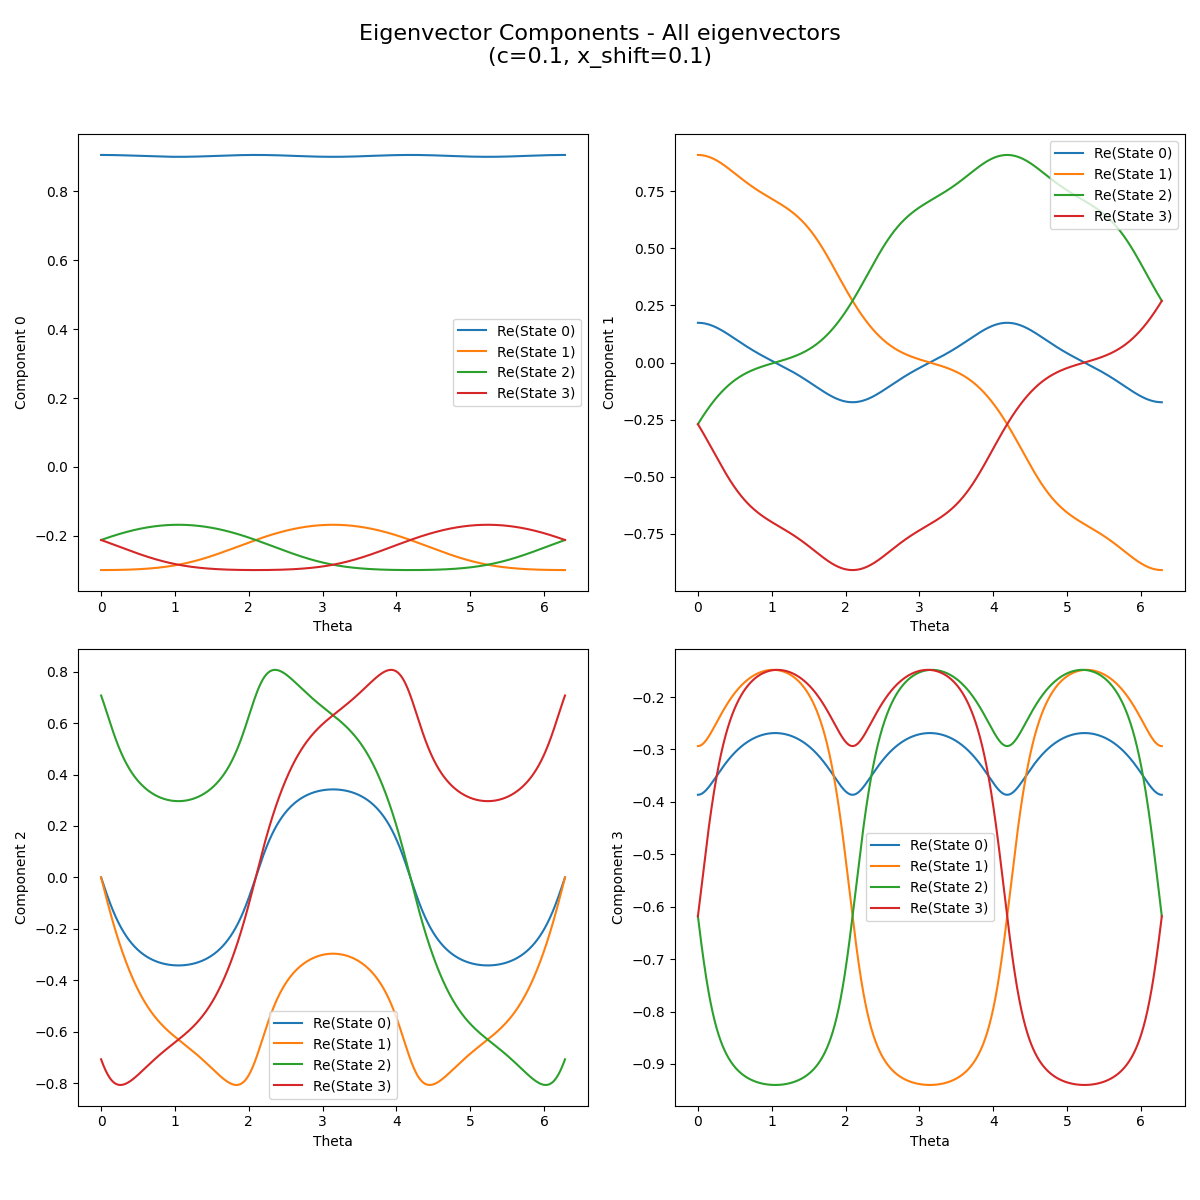 Eigenvector Components - All eigenvectors
(c=0.1, x_shift=0.1)
Component 0
0.8
0.6
0.4
0.2
0.0
−0.2
Re(State 0)
Re(State 1)
Re(State 2)
Re(State 3)
0 1 2 3 4 5 6
Theta
Component 1
0.75
0.50
0.25
0.00
−0.25
−0.50
−0.75
Re(State 0)
Re(State 1)
Re(State 2)
Re(State 3)
0 1 2 3 4 5 6
Theta
Component 2
0.8
0.6
0.4
0.2
0.0
−0.2
−0.4
−0.6
−0.8
Re(State 0)
Re(State 1)
Re(State 2)
Re(State 3)
0 1 2 3 4 5 6
Theta
Component 3
−0.2
−0.3
−0.4
−0.5
−0.6
−0.7
−0.8
−0.9
Re(State 0)
Re(State 1)
Re(State 2)
Re(State 3)
0 1 2 3 4 5 6
Theta